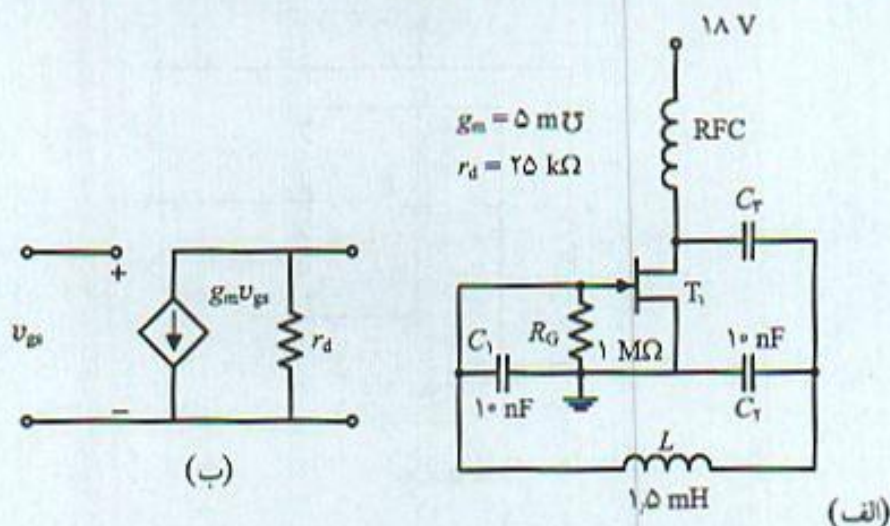 ۱۸ V
RFC
gm = ۵ m℧
rd = ۲۵ kΩ
C۳
T۱
RG
۱ MΩ
C۱
۱۰ nF
۱۰ nF
C۲
L
۱٫۵ mH
(الف)
+
gmvgs
vgs
rd
−
(ب)